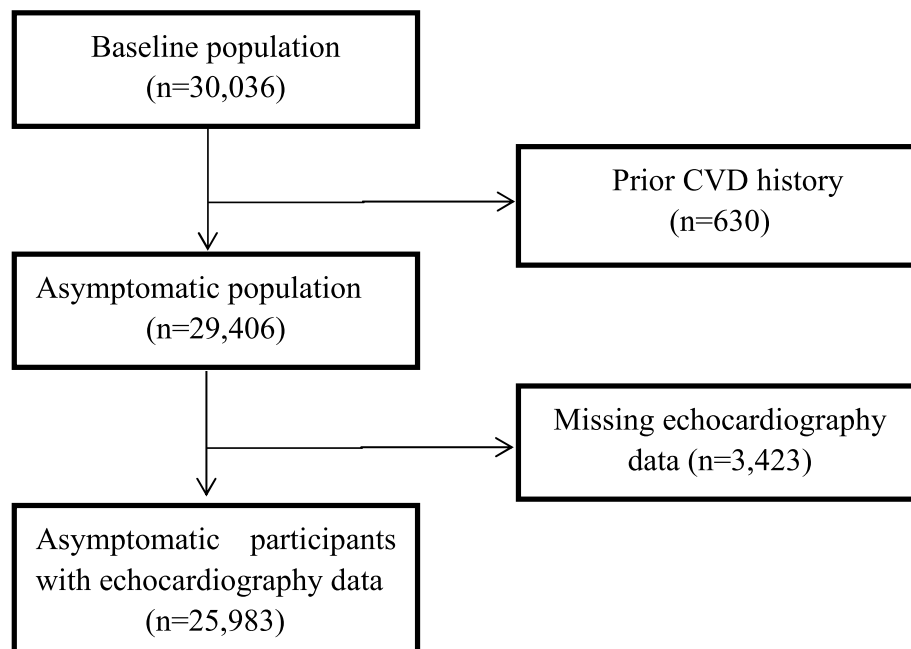 Baseline population
(n=30,036)
Prior CVD history
(n=630)
Asymptomatic population
(n=29,406)
Missing echocardiography
data (n=3,423)
Asymptomatic participants
with echocardiography data
(n=25,983)